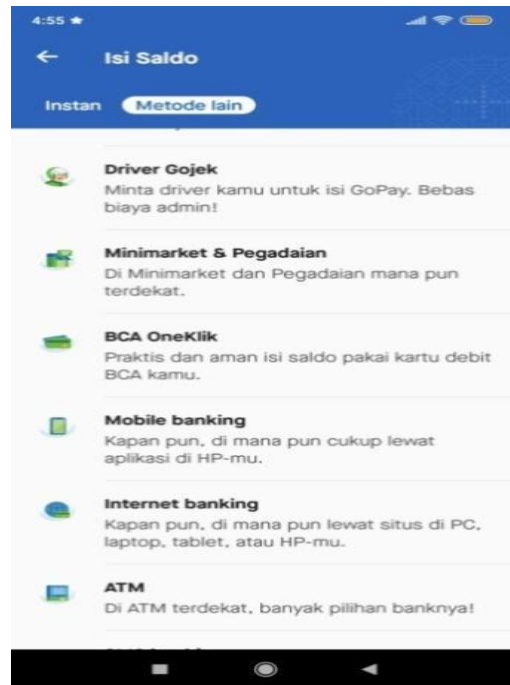 4:55
Isi Saldo
Instan Metode lain
Driver Gojek
Minta driver kamu untuk isi GoPay. Bebas
biaya admin!
Minimarket & Pegadaian
Di Minimarket dan Pegadaian mana pun
terdekat.
BCA OneKlik
Praktis dan aman isi saldo pakai kartu debit
BCA kamu.
Mobile banking
Kapan pun, di mana pun cukup lewat
aplikasi di HP-mu.
Internet banking
Kapan pun, di mana pun lewat situs di PC,
laptop, tablet, atau HP-mu.
ATM
Di ATM terdekat, banyak pilihan banknya!